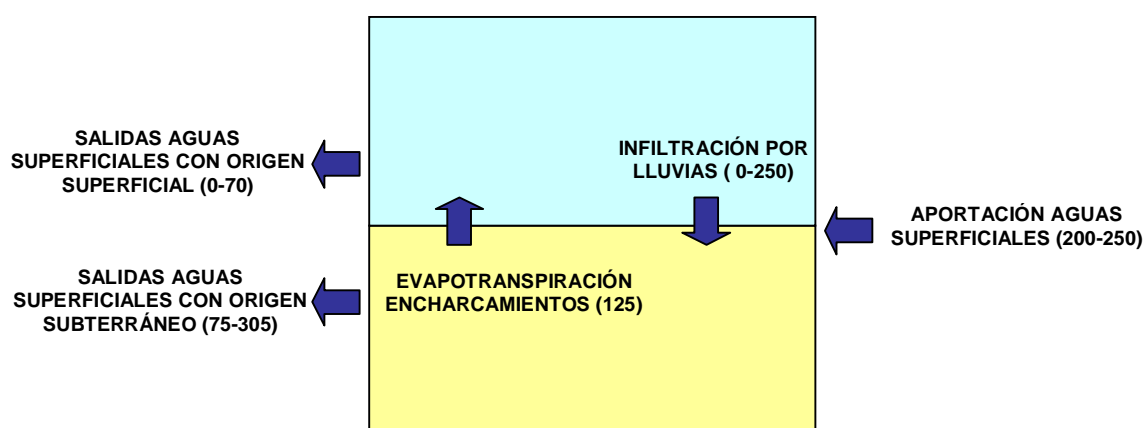 SALIDAS AGUAS
SUPERFICIALES CON ORIGEN
SUPERFICIAL (0-70)
INFILTRACIÓN POR
LLUVIAS ( 0-250)
APORTACIÓN AGUAS
SUPERFICIALES (200-250)
SALIDAS AGUAS
SUPERFICIALES CON ORIGEN
SUBTERRÁNEO (75-305)
EVAPOTRANSPIRACIÓN
ENCHARCAMIENTOS (125)